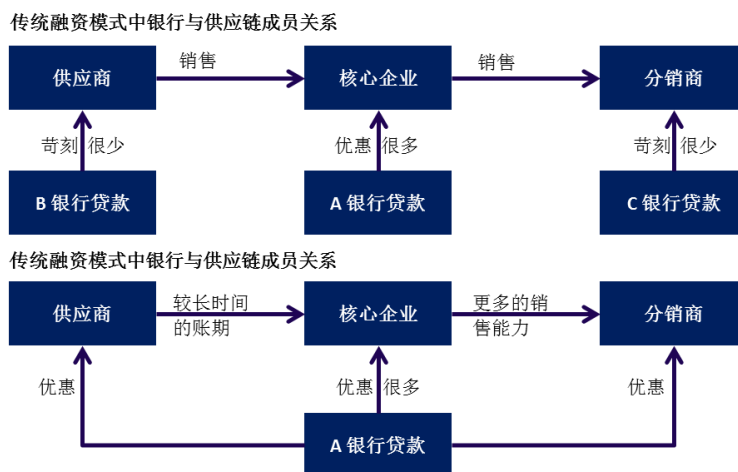 传统融资模式中银行与供应链成员关系
供应商
销售
核心企业
销售
分销商
苛刻 很少
优惠 很多
苛刻 很少
B 银行贷款
A 银行贷款
C 银行贷款
传统融资模式中银行与供应链成员关系
供应商
较长时间
的账期
核心企业
更多的销
售能力
分销商
优惠
优惠 很多
优惠
A 银行贷款